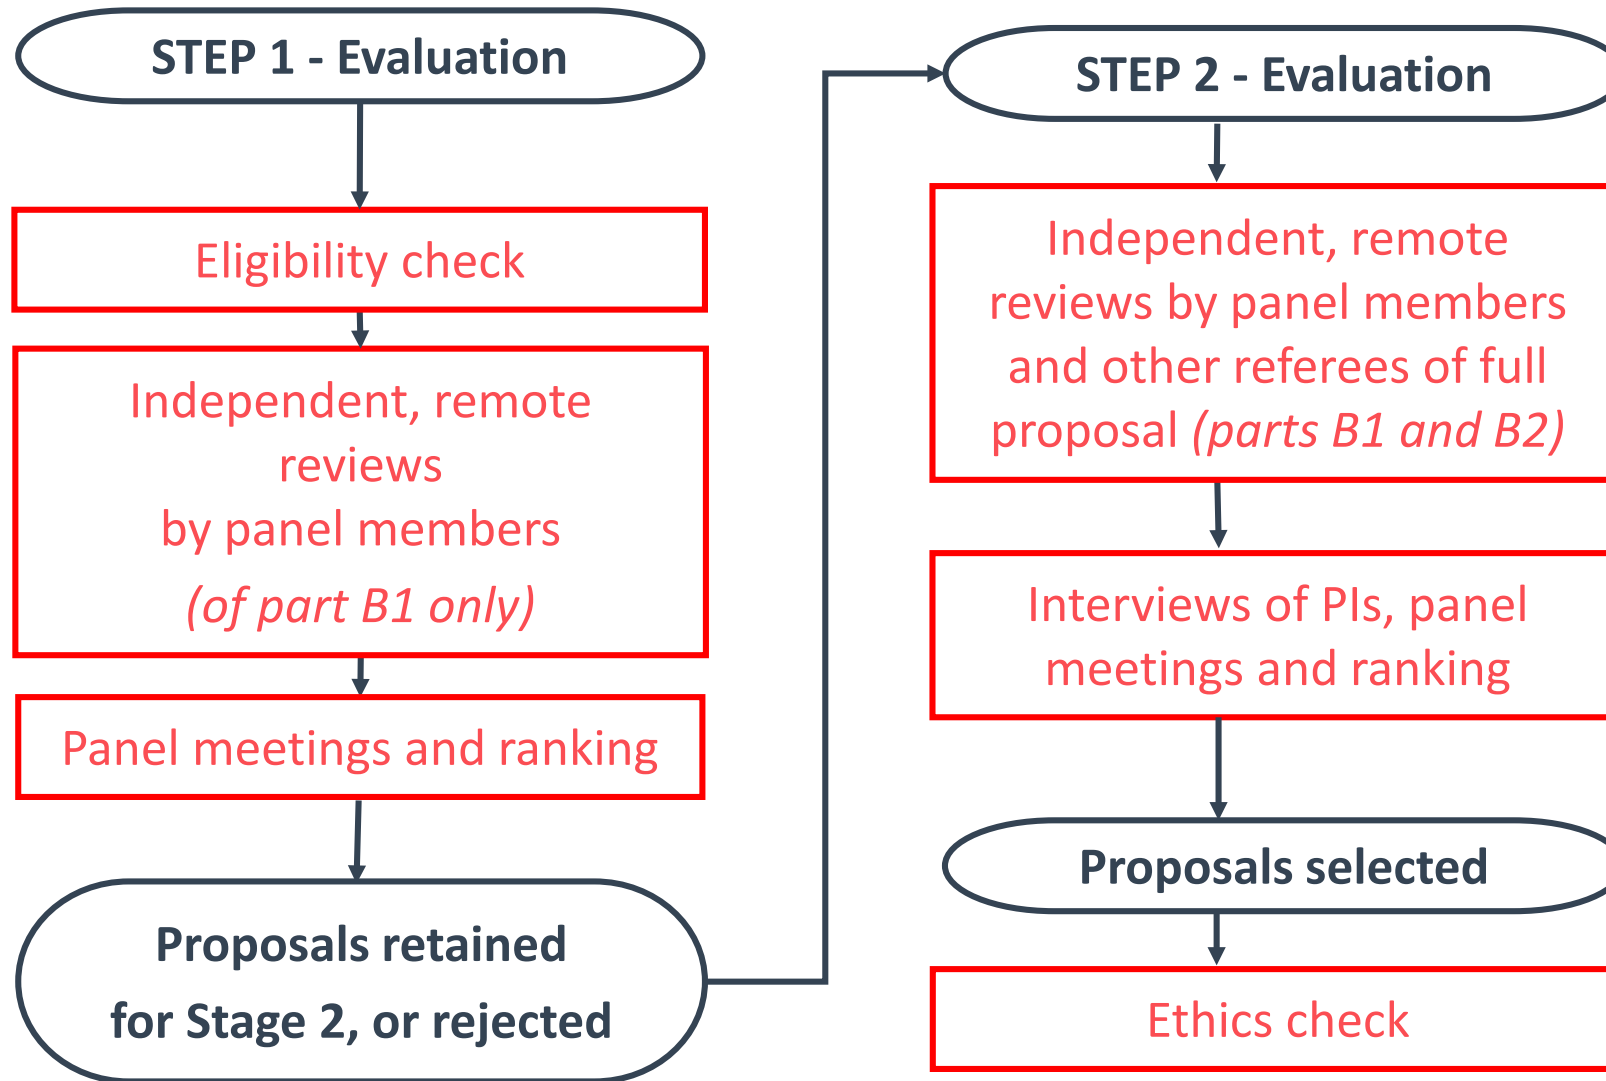 STEP 1 - Evaluation
Eligibility check
Independent, remote
reviews
by panel members
(of part B1 only)
Panel meetings and ranking
Proposals retained
for Stage 2, or rejected
STEP 2 - Evaluation
Independent, remote
reviews by panel members
and other referees of full
proposal (parts B1 and B2)
Interviews of PIs, panel
meetings and ranking
Proposals selected
Ethics check